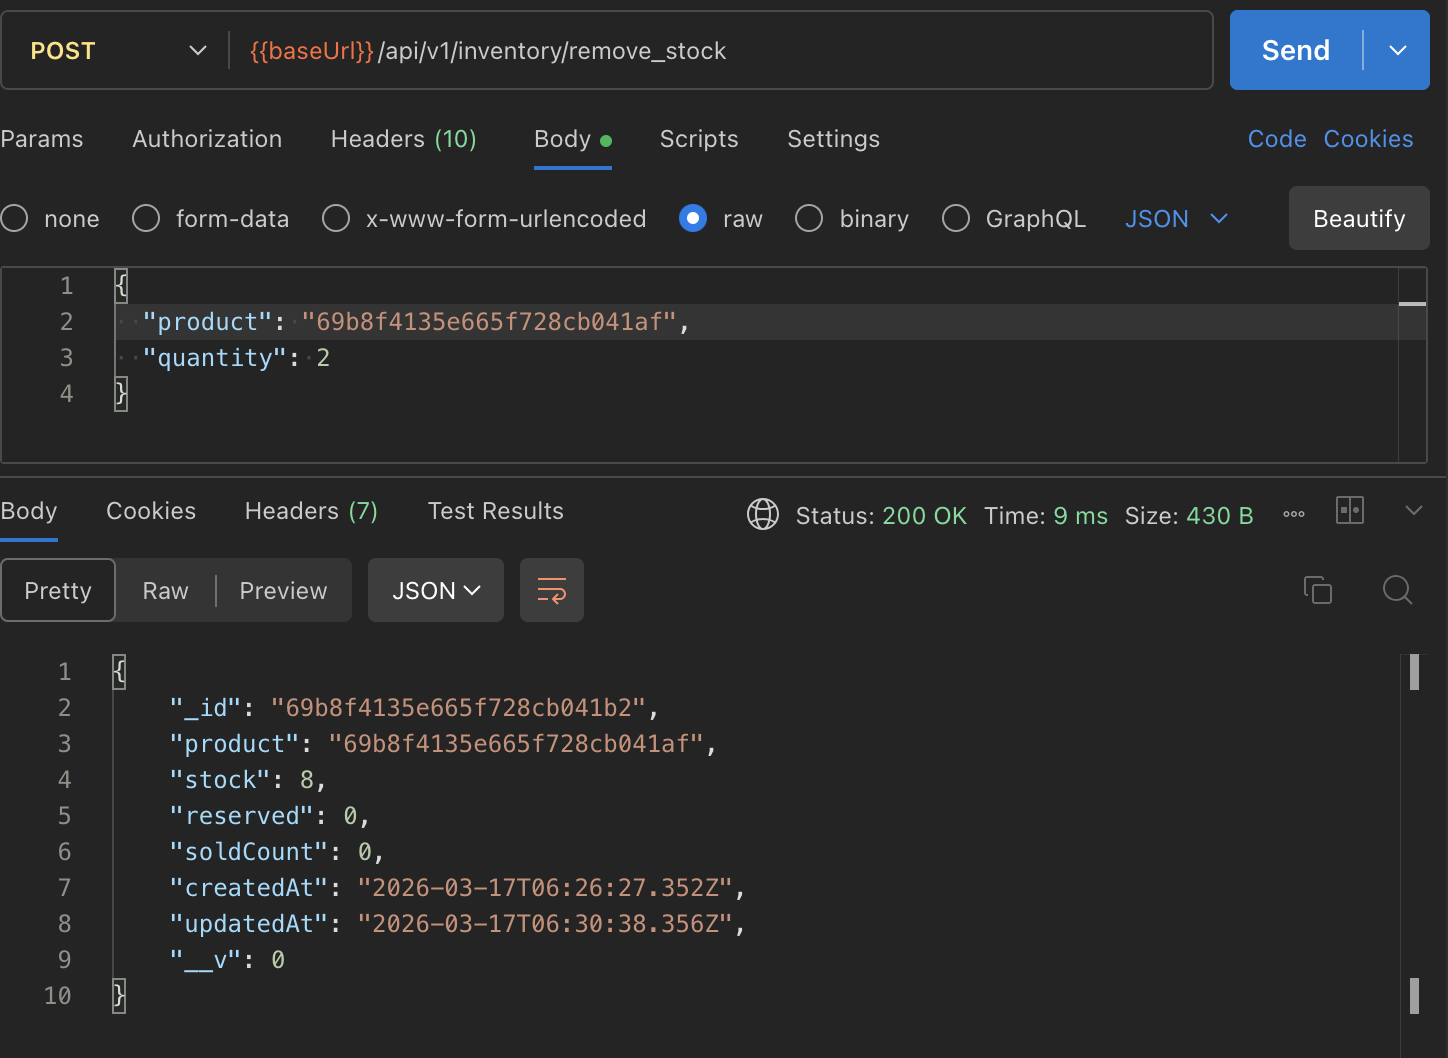 POST {{baseUrl}}/api/v1/inventory/remove_stock Send
Params Authorization Headers (10) Body Scripts Settings Code Cookies
none form-data x-www-form-urlencoded raw binary GraphQL JSON Beautify
1 {
2 "product": "69b8f4135e665f728cb041af",
3 "quantity": 2
4 }
Body Cookies Headers (7) Test Results Status: 200 OK Time: 9 ms Size: 430 B
Pretty Raw Preview JSON
1 {
2 "_id": "69b8f4135e665f728cb041b2",
3 "product": "69b8f4135e665f728cb041af",
4 "stock": 8,
5 "reserved": 0,
6 "soldCount": 0,
7 "createdAt": "2026-03-17T06:26:27.352Z",
8 "updatedAt": "2026-03-17T06:30:38.356Z",
9 "__v": 0
10 }